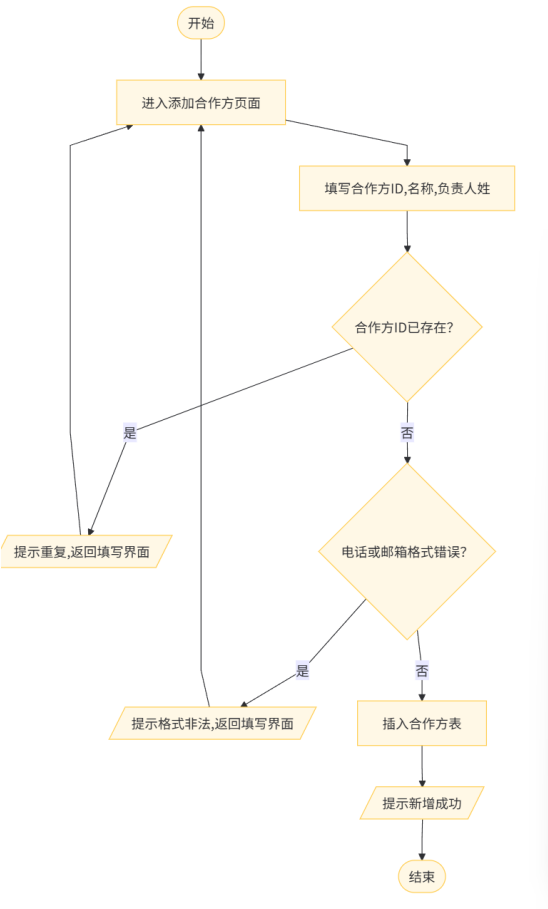 开始
进入添加合作方页面
填写合作方ID,名称,负责人姓
合作方ID已存在?
是
否
提示重复,返回填写界面
电话或邮箱格式错误?
是
否
提示格式非法,返回填写界面
插入合作方表
提示新增成功
结束